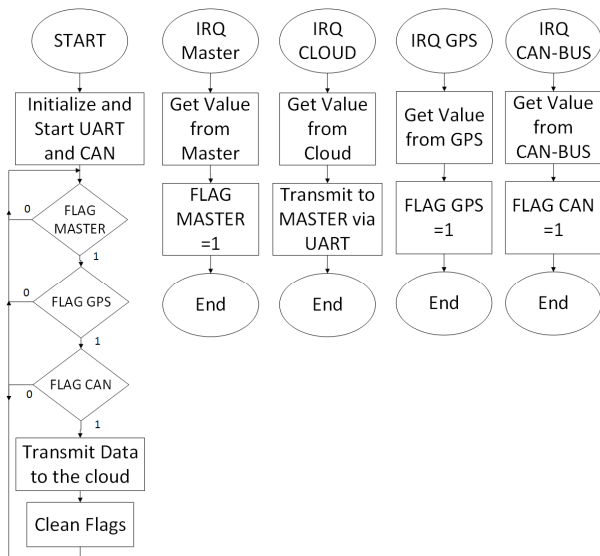 START
Initialize and
Start UART
and CAN
FLAG
MASTER
0
1
FLAG GPS
0
1
FLAG CAN
0
1
Transmit Data
to the cloud
Clean Flags
IRQ
Master
Get Value
from
Master
FLAG
MASTER
=1
End
IRQ
CLOUD
Get Value
from
Cloud
Transmit to
MASTER via
UART
End
IRQ GPS
Get Value
from GPS
FLAG GPS
=1
End
IRQ
CAN-BUS
Get Value
from
CAN-BUS
FLAG CAN
=1
End